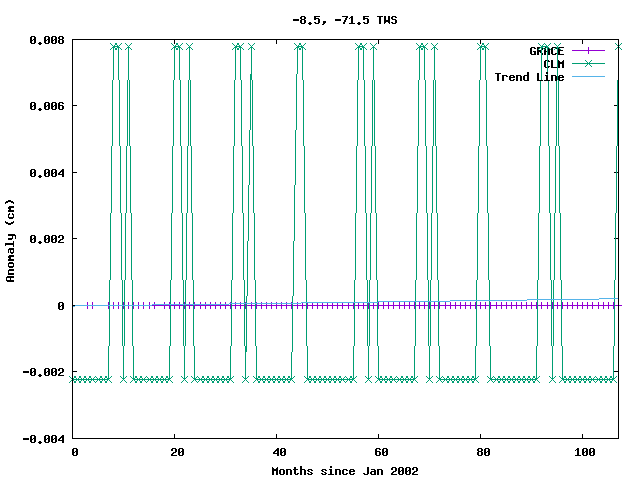 -8.5, -71.5 TWS
0.008
GRACE
CLM
Trend Line
0.006
0.004
0.002
0
-0.002
-0.004
Anomaly (cm)
0 20 40 60 80 100
Months since Jan 2002